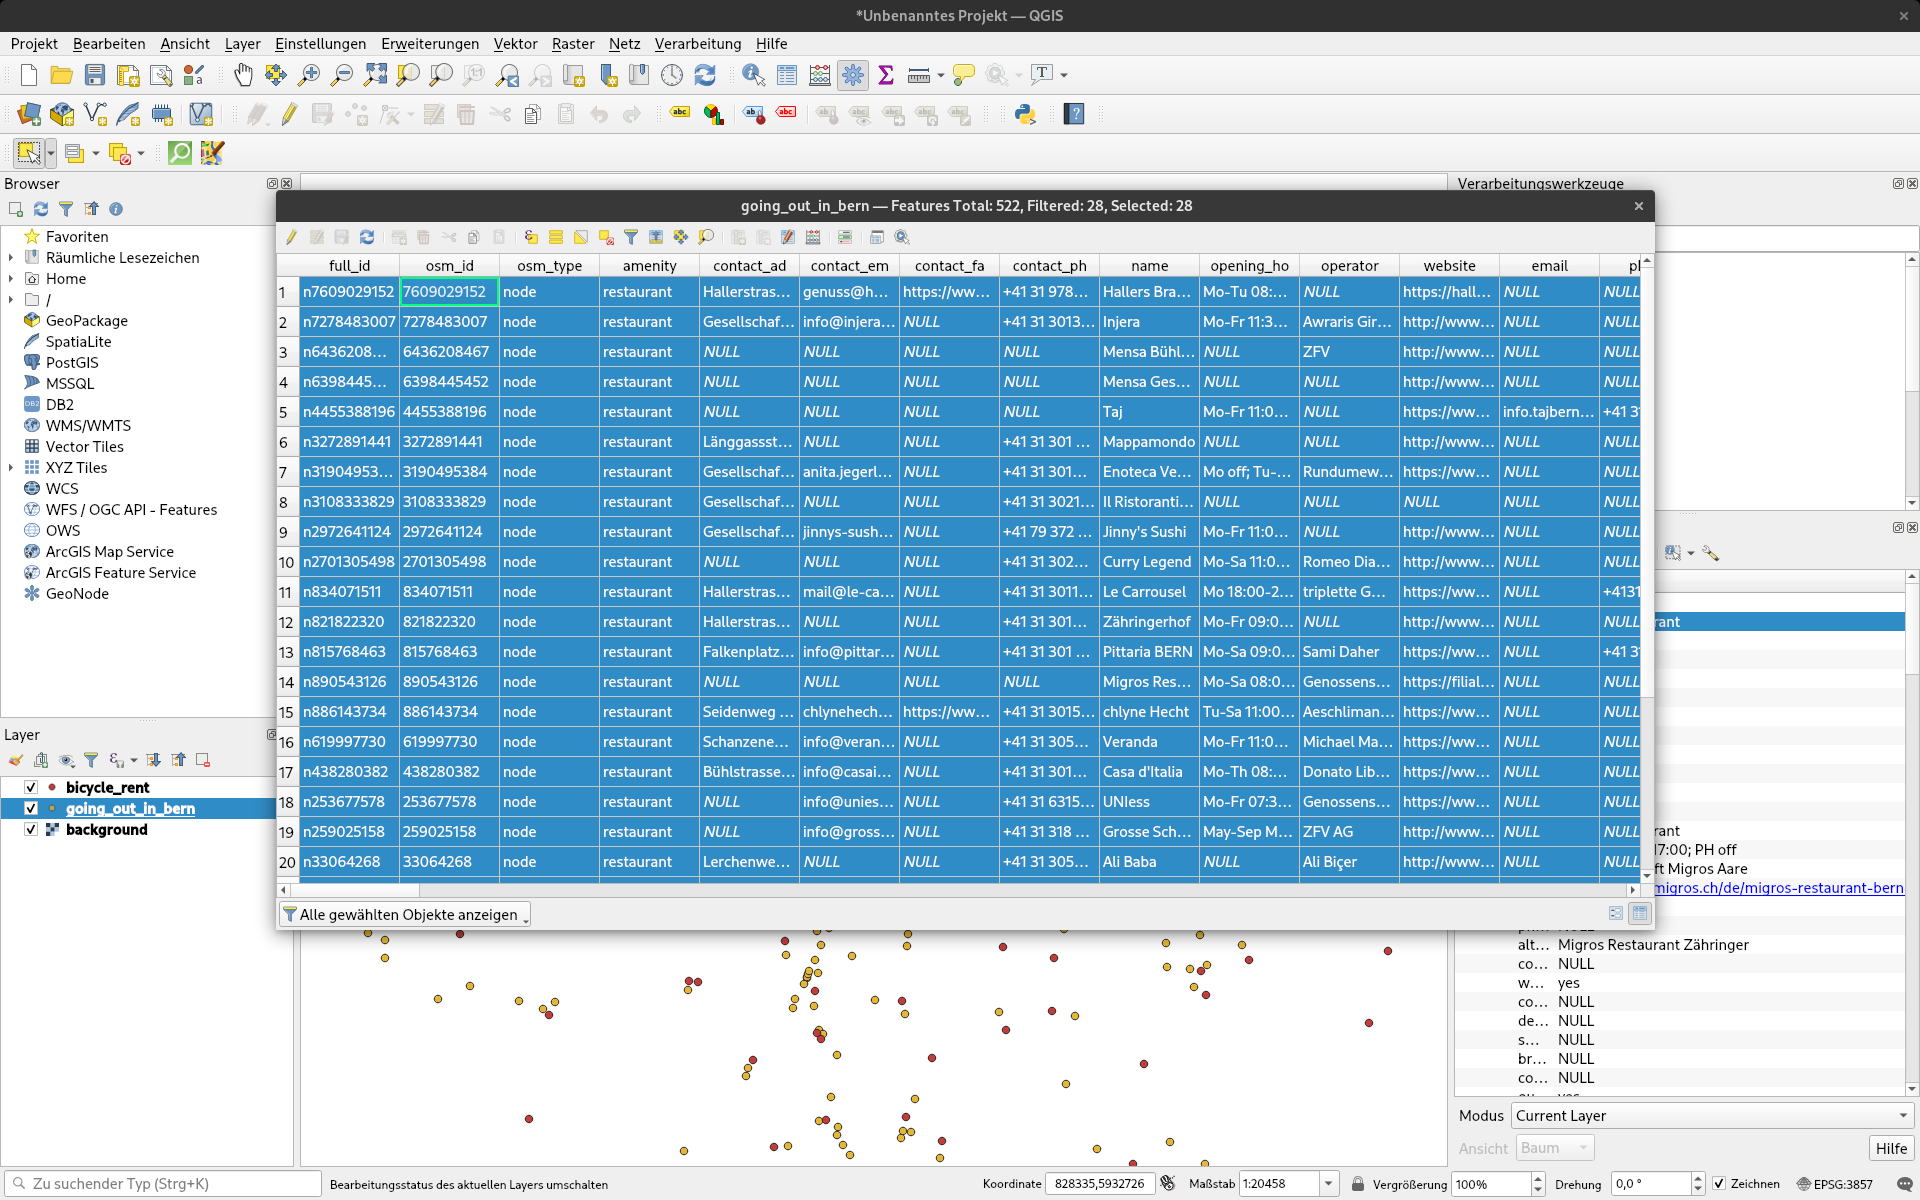 *Unbenanntes Projekt — QGIS
Projekt Bearbeiten Ansicht Layer Einstellungen Erweiterungen Vektor Raster Netz Verarbeitung Hilfe
Browser
Verarbeitungswerkzeuge
Favoriten
Räumliche Lesezeichen
Home
/
GeoPackage
SpatiaLite
PostGIS
MSSQL
DB2
WMS/WMTS
Vector Tiles
XYZ Tiles
WCS
WFS / OGC API - Features
OWS
ArcGIS Map Service
ArcGIS Feature Service
GeoNode
Layer
bicycle_rent
going_out_in_bern
background
going_out_in_bern — Features Total: 522, Filtered: 28, Selected: 28
full_id osm_id osm_type amenity contact_ad contact_em contact_fa contact_ph name opening_ho operator website email
1 n7609029152 7609029152 node restaurant Hallerstras… genuss@h… https://ww… +41 31 978… Hallers Bra… Mo-Tu 08:… NULL https://hall… NULL NULL
2 n7278483007 7278483007 node restaurant Gesellschaf… info@injera… NULL +41 31 3013… Injera Mo-Fr 11:3… Awraris Gir… http://www… NULL NULL
3 n6436208… 6436208467 node restaurant NULL NULL NULL NULL Mensa Bühl… NULL ZFV http://www… NULL NULL
4 n6398445… 6398445452 node restaurant NULL NULL NULL NULL Mensa Ges… NULL NULL http://www… NULL NULL
5 n4455388196 4455388196 node restaurant NULL NULL NULL NULL Taj Mo-Fr 11:0… NULL https://ww… info.tajbern… +41 31
6 n3272891441 3272891441 node restaurant Länggassst… NULL NULL +41 31 301 … Mappamondo NULL NULL http://www… NULL NULL
7 n31904953… 3190495384 node restaurant Gesellschaf… anita.jegerl… NULL +41 31 301… Enoteca Ve… Mo off; Tu-… Rundumew… http://www… NULL NULL
8 n3108333829 3108333829 node restaurant Gesellschaf… NULL NULL +41 31 3021… Il Ristoranti… NULL NULL NULL NULL NULL
9 n2972641124 2972641124 node restaurant Gesellschaf… jinnys-sush… NULL +41 79 372 … Jinny's Sushi Mo-Fr 11:0… NULL http://www… NULL NULL
10 n2701305498 2701305498 node restaurant NULL NULL NULL +41 31 302… Curry Legend Mo-Sa 11:0… Romeo Dia… http://www… NULL NULL
11 n834071511 834071511 node restaurant Hallerstras… mail@le-ca… NULL +41 31 3011… Le Carrousel Mo 18:00-2… triplette G… https://ww… NULL +4131
12 n821822320 821822320 node restaurant Hallerstras… NULL NULL +41 31 301… Zähringerhof Mo-Fr 09:0… NULL http://www… NULL NULL
13 n815768463 815768463 node restaurant Falkenplatz… info@pittar… NULL +41 31 301 … Pittaria BERN Mo-Sa 09:0… Sami Daher https://ww… NULL +41 31
14 n890543126 890543126 node restaurant NULL NULL NULL NULL Migros Res… Mo-Sa 08:0… Genossens… https://filial… NULL NULL
15 n886143734 886143734 node restaurant Seidenweg … chlynehech… https://ww… +41 31 3015… chlyne Hecht Tu-Sa 11:00… Aeschliman… https://ww… NULL NULL
16 n619997730 619997730 node restaurant Schanzene… info@veran… NULL +41 31 305… Veranda Mo-Fr 11:0… Michael Ma… https://ww… NULL NULL
17 n438280382 438280382 node restaurant Bühlstrasse… info@casai… NULL +41 31 301… Casa d'Italia Mo-Th 08:… Donato Lib… https://ww… NULL NULL
18 n253677578 253677578 node restaurant NULL info@unies… NULL +41 31 6315… UNIess Mo-Fr 07:3… Genossens… https://ww… NULL NULL
19 n259025158 259025158 node restaurant NULL info@gross… NULL +41 31 318 … Grosse Sch… May-Sep M… ZFV AG http://www… NULL NULL
20 n33064268 33064268 node restaurant Lerchenwe… NULL NULL +41 31 305… Ali Baba NULL Ali Biçer http://www… NULL NULL
Alle gewählten Objekte anzeigen
rant
rant
17:00; PH off
ft Migros Aare
migros.ch/de/migros-restaurant-bern
alt… Migros Restaurant Zähringer
co… NULL
w… yes
co… NULL
de… NULL
s… NULL
br… NULL
co… NULL
Modus Current Layer
Ansicht Baum Hilfe
Zu suchender Typ (Strg+K) Bearbeitungsstatus des aktuellen Layers umschalten Koordinate 828335,5932726 Maßstab 1:20458 Vergrößerung 100% Drehung 0,0 ° Zeichnen EPSG:3857